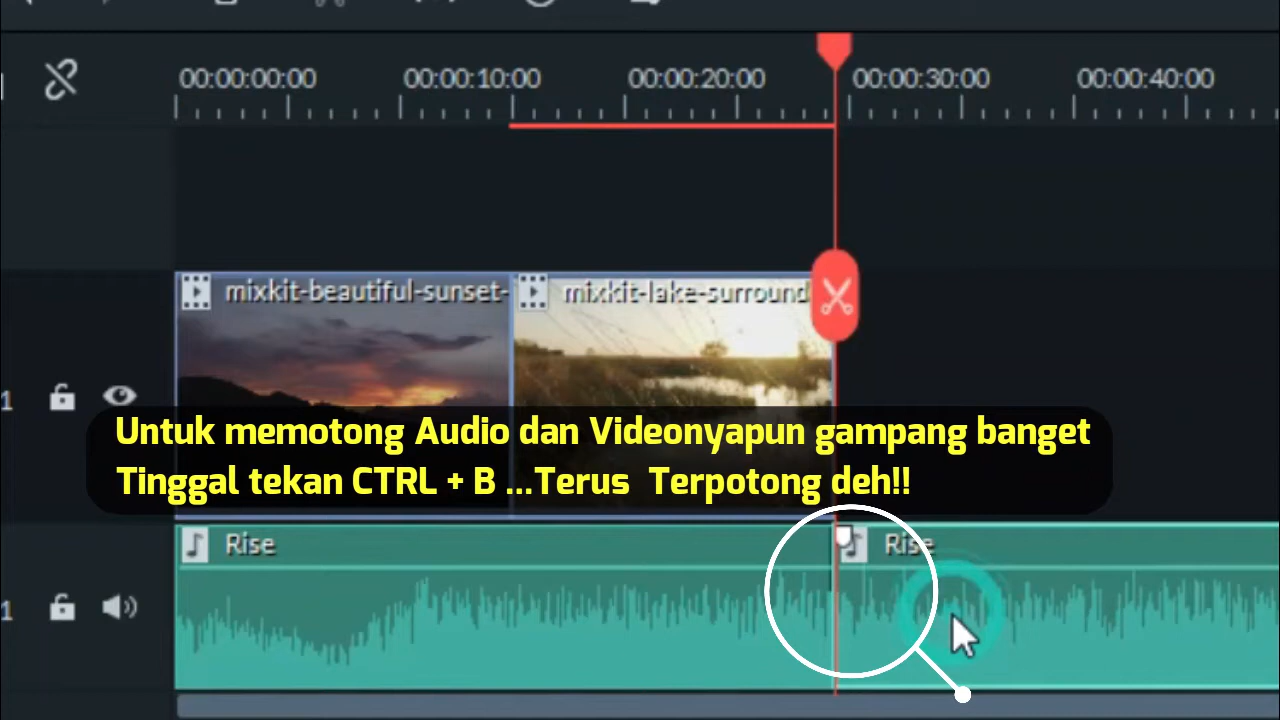 00:00:00:00 00:00:10:00 00:00:20:00 00:00:30:00 00:00:40:00
mixkit-beautiful-sunset- mixkit-lake-surround
1
Untuk memotong Audio dan Videonyapun gampang banget
Tinggal tekan CTRL + B ...Terus Terpotong deh!!
Rise Rise
1